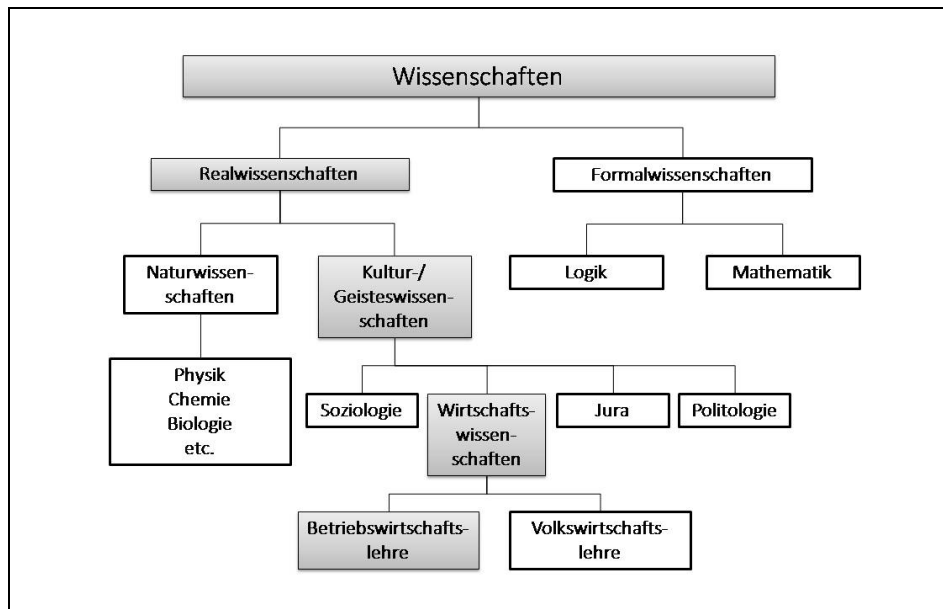 Wissenschaften
Realwissenschaften
Formalwissenschaften
Naturwissen-
schaften
Kultur-/
Geisteswissen-
schaften
Logik
Mathematik
Physik
Chemie
Biologie
etc.
Soziologie
Wirtschafts-
wissen-
schaften
Jura
Politologie
Betriebswirtschafts-
lehre
Volkswirtschafts-
lehre